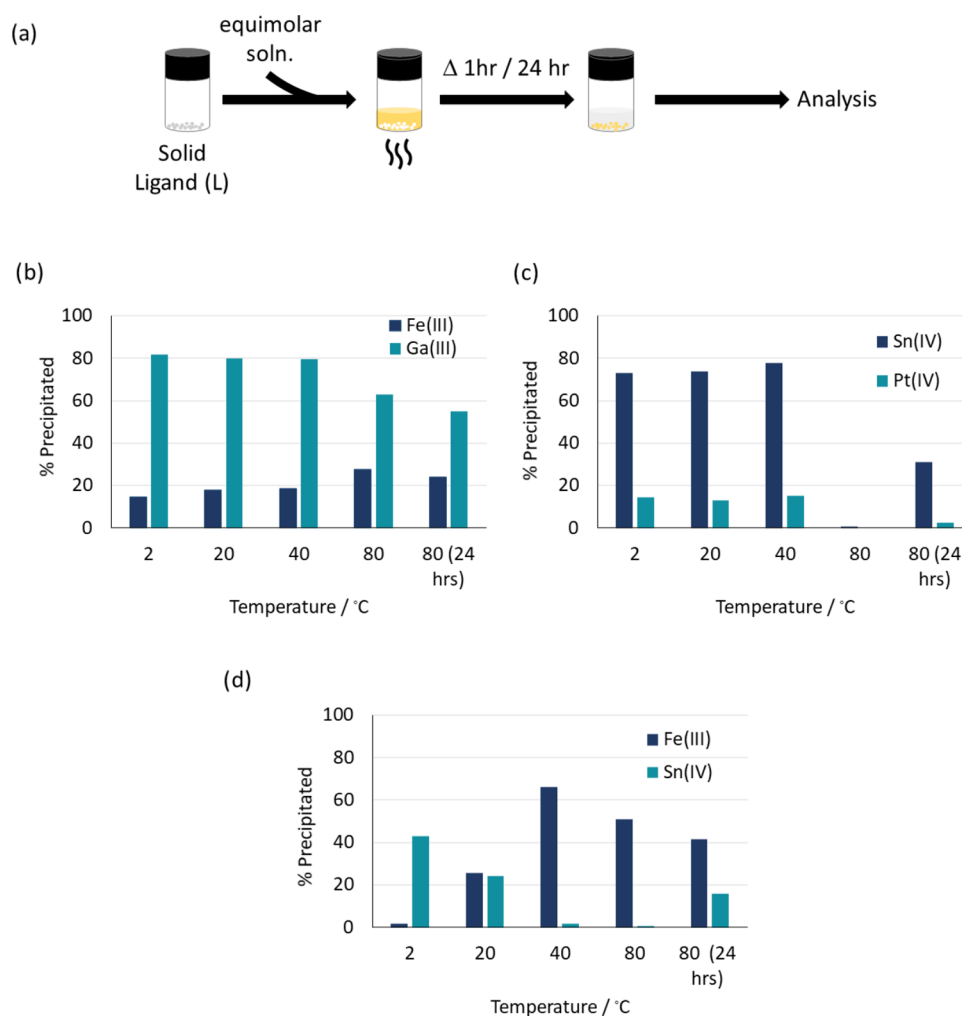 (a)
equimolar
soln.
Δ 1hr / 24 hr
Analysis
Solid
Ligand (L)
(b)
100
80
60
40
20
0
% Precipitated
Fe(III)
Ga(III)
2 20 40 80 80 (24
hrs)
Temperature / °C
(c)
100
80
60
40
20
0
% Precipitated
Sn(IV)
Pt(IV)
2 20 40 80 80 (24
hrs)
Temperature / °C
(d)
100
80
60
40
20
0
% Precipitated
Fe(III)
Sn(IV)
2 20 40 80 80 (24
hrs)
Temperature / °C